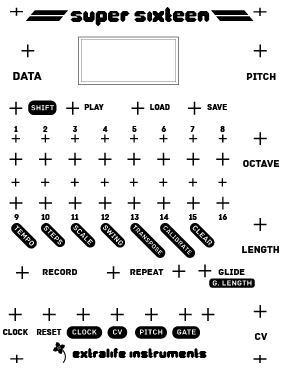 super sixteen
DATA
PITCH
SHIFT PLAY LOAD SAVE
1 2 3 4 5 6 7 8
OCTAVE
9 10 11 12 13 14 15 16
TEMPO STEPS SCALE SWING TRANSPOSE CALIBRATE CLEAR
LENGTH
RECORD REPEAT GLIDE
G. LENGTH
CLOCK RESET CLOCK CV PITCH GATE
CV
extralife instruments